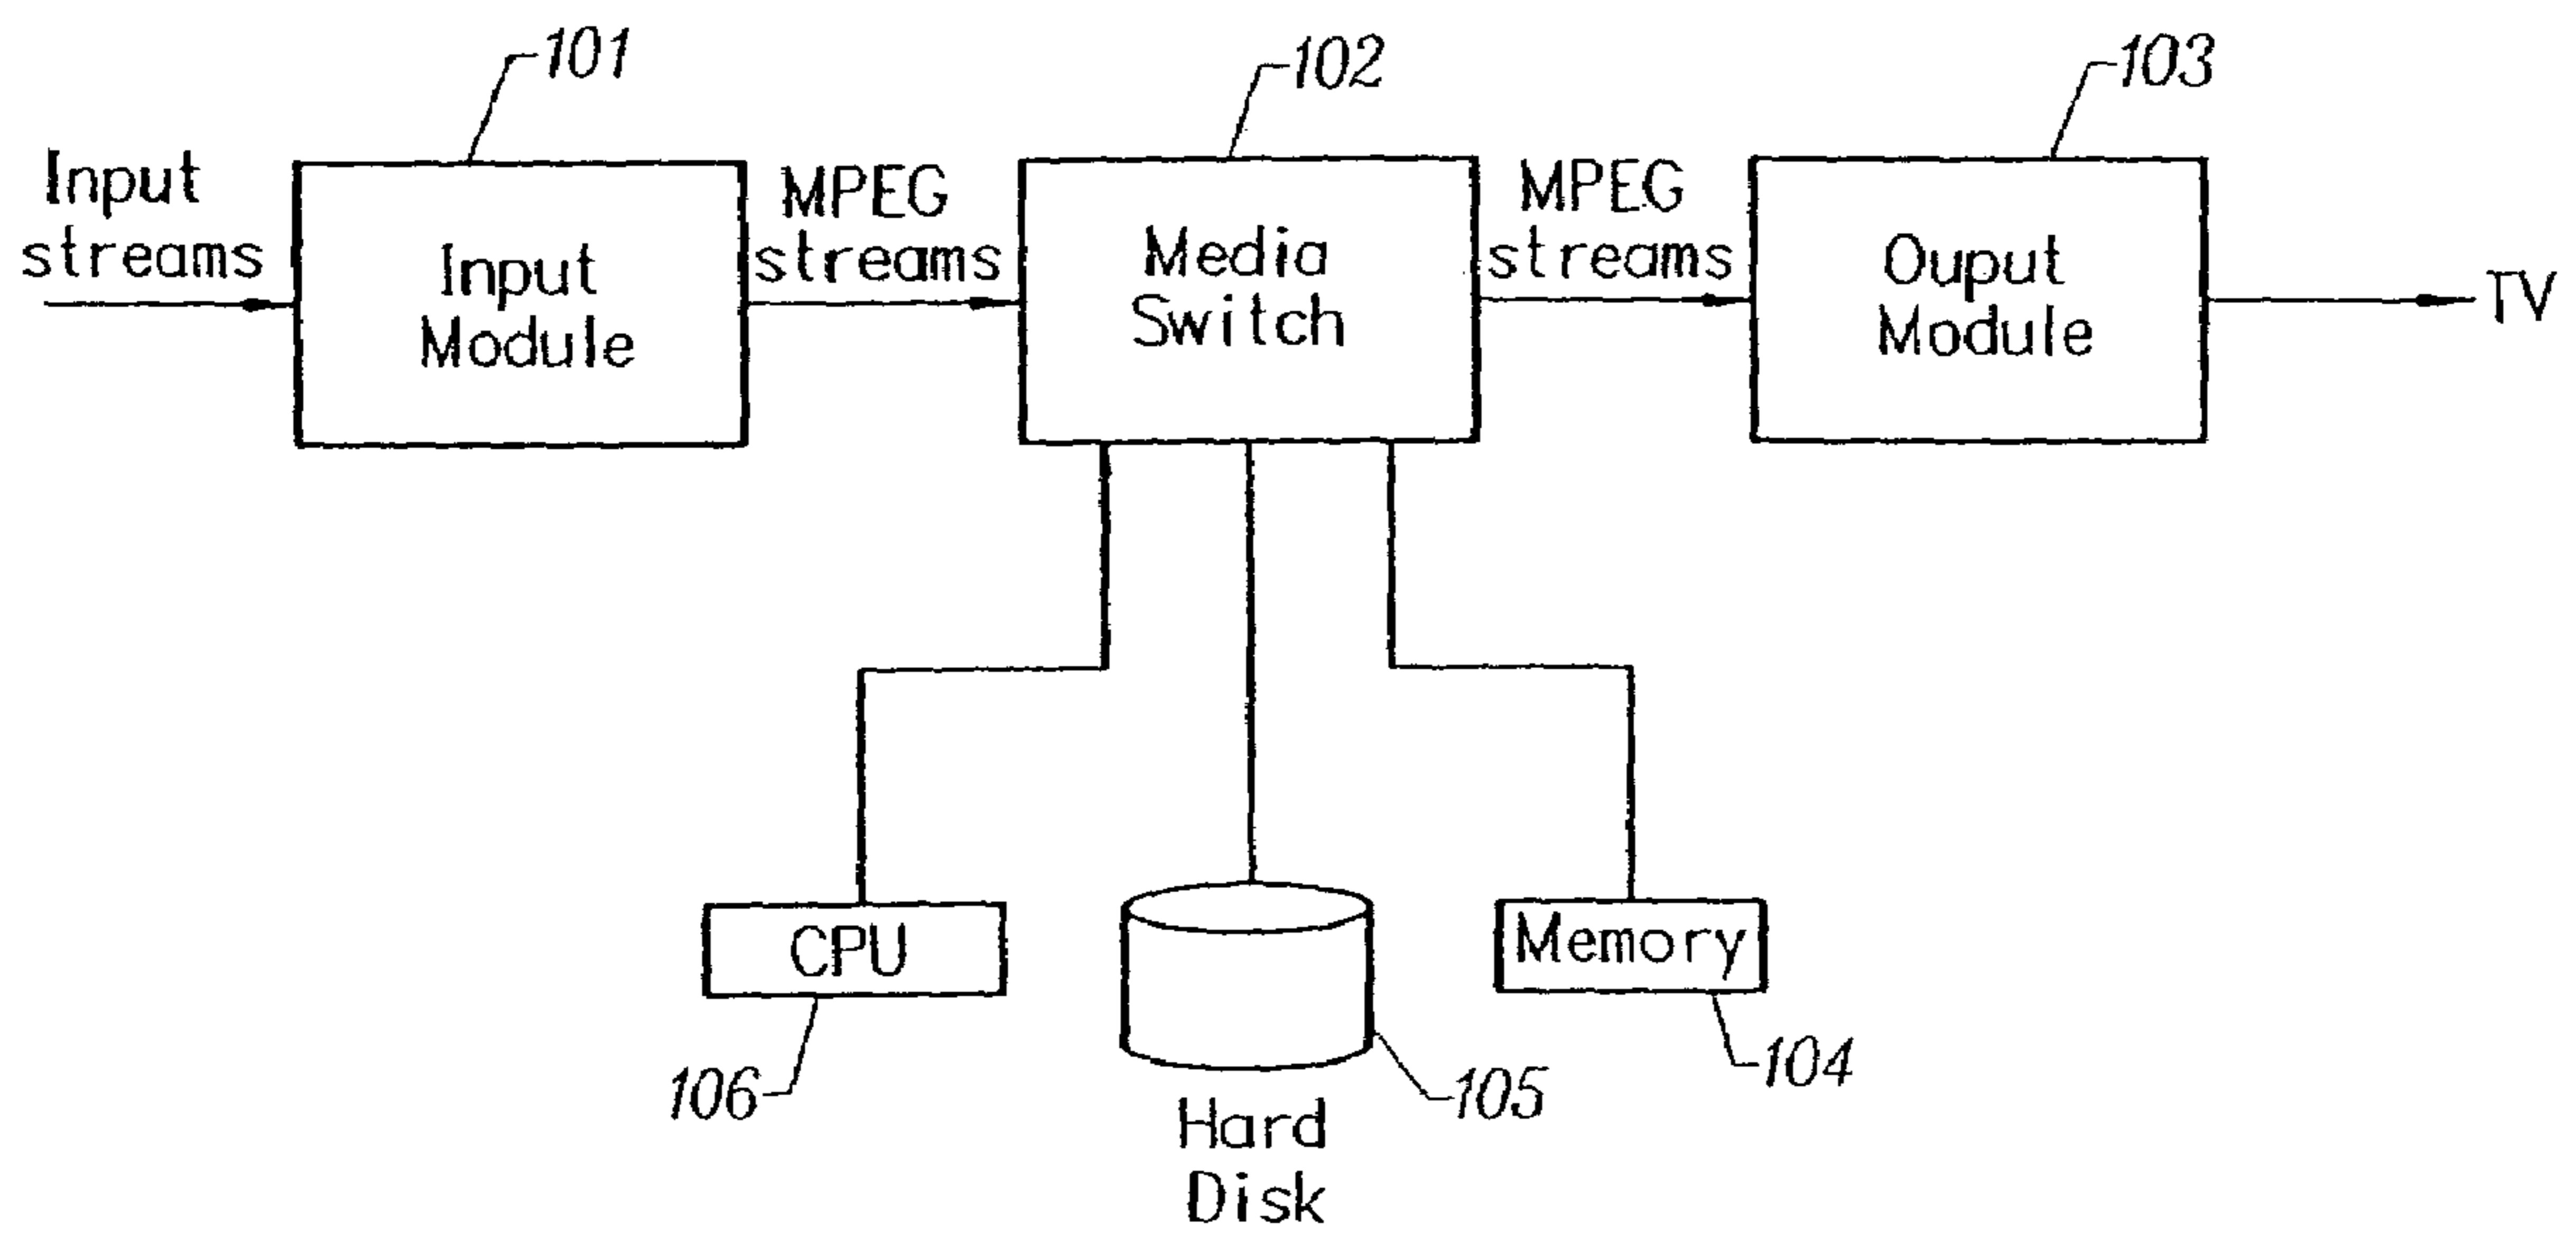 101
102
103
Input
streams
Input
Module
MPEG
streams
Media
Switch
MPEG
streams
Ouput
Module
TV
CPU
Memory
106
105
104
Hard
Disk